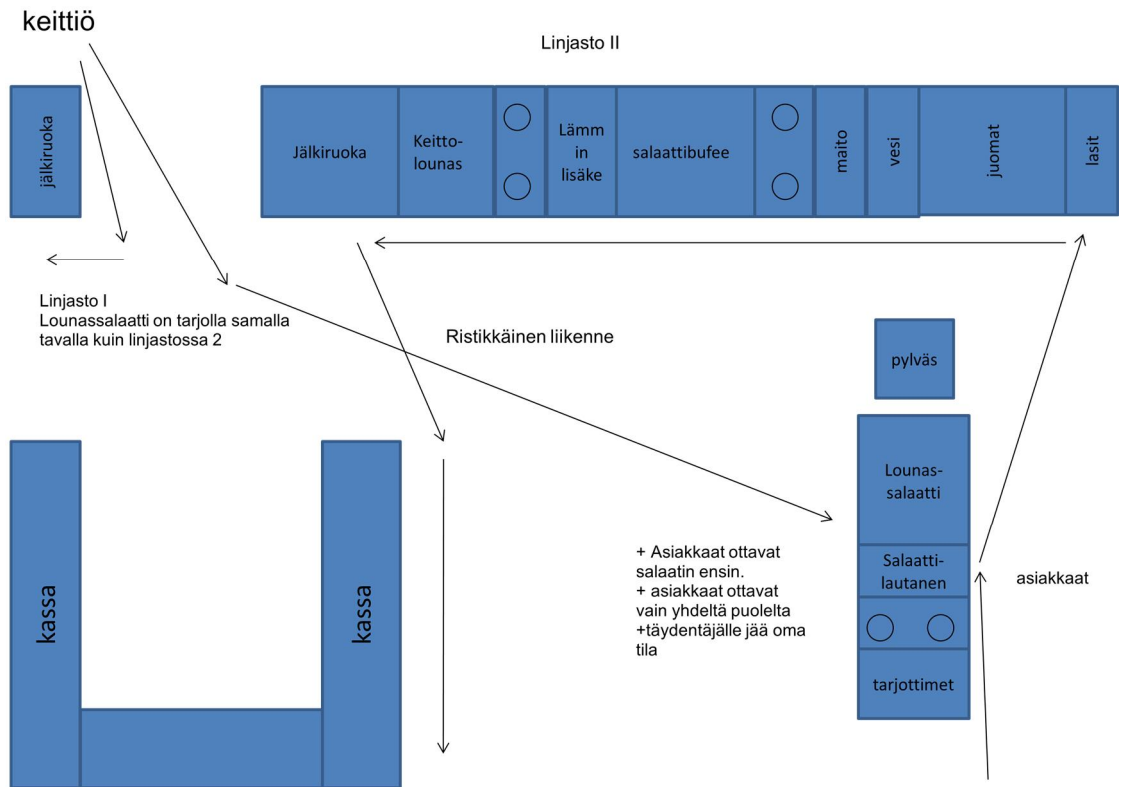 keittiö
Linjasto II
jälkiruoka
Jälkiruoka
Keitto-
lounas
Lämm
in
lisäke
salaattibufee
maito
vesi
juomat
lasit
Linjasto I
Lounassalaatti on tarjolla samalla
tavalla kuin linjastossa 2
Ristikkäinen liikenne
pylväs
Lounas-
salaatti
Salaatti-
lautanen
tarjottimet
+ Asiakkaat ottavat
salaatin ensin.
+ asiakkaat ottavat
vain yhdeltä puolelta
+täydentäjälle jää oma
tila
asiakkaat
kassa
kassa